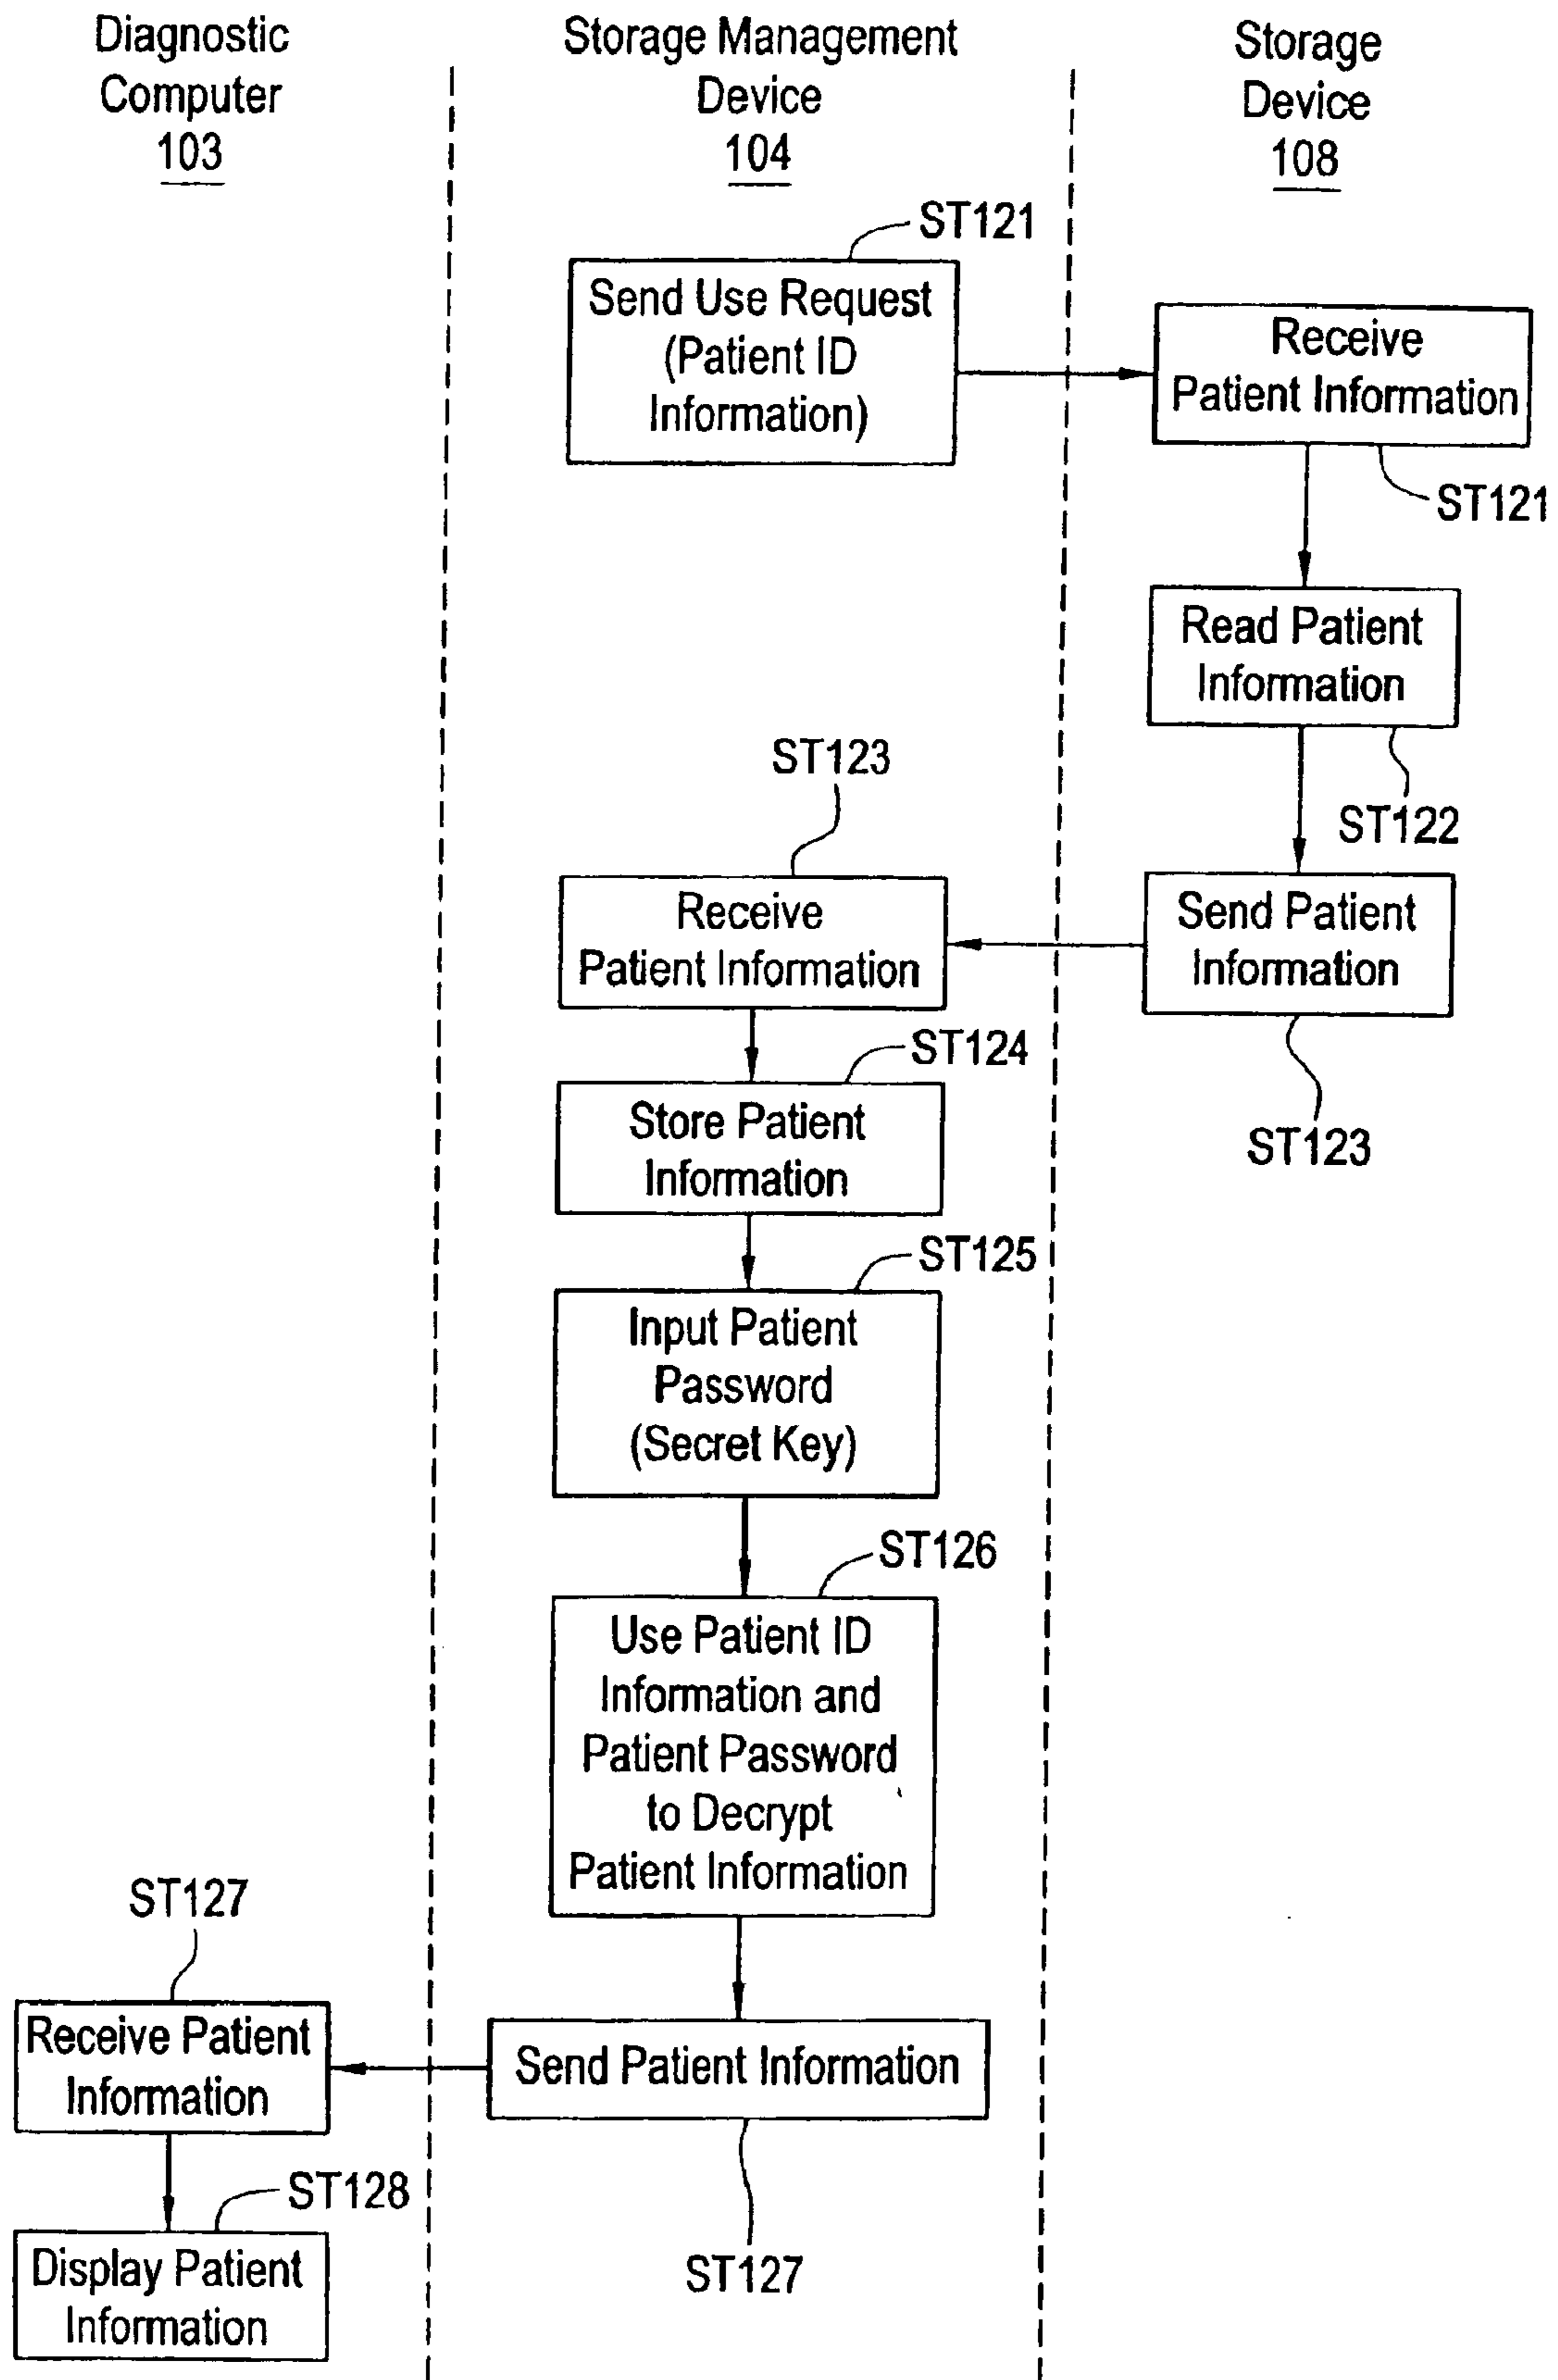 Diagnostic
Computer
103
Storage Management
Device
104
Storage
Device
108
ST121
Send Use Request
(Patient ID
Information)
Receive
Patient Information
ST121
Read Patient
Information
ST122
ST123
Receive
Patient Information
Send Patient
Information
ST123
ST124
Store Patient
Information
ST125
Input Patient
Password
(Secret Key)
ST126
Use Patient ID
Information and
Patient Password
to Decrypt
Patient Information
ST127
Receive Patient
Information
Send Patient Information
ST127
ST128
Display Patient
Information